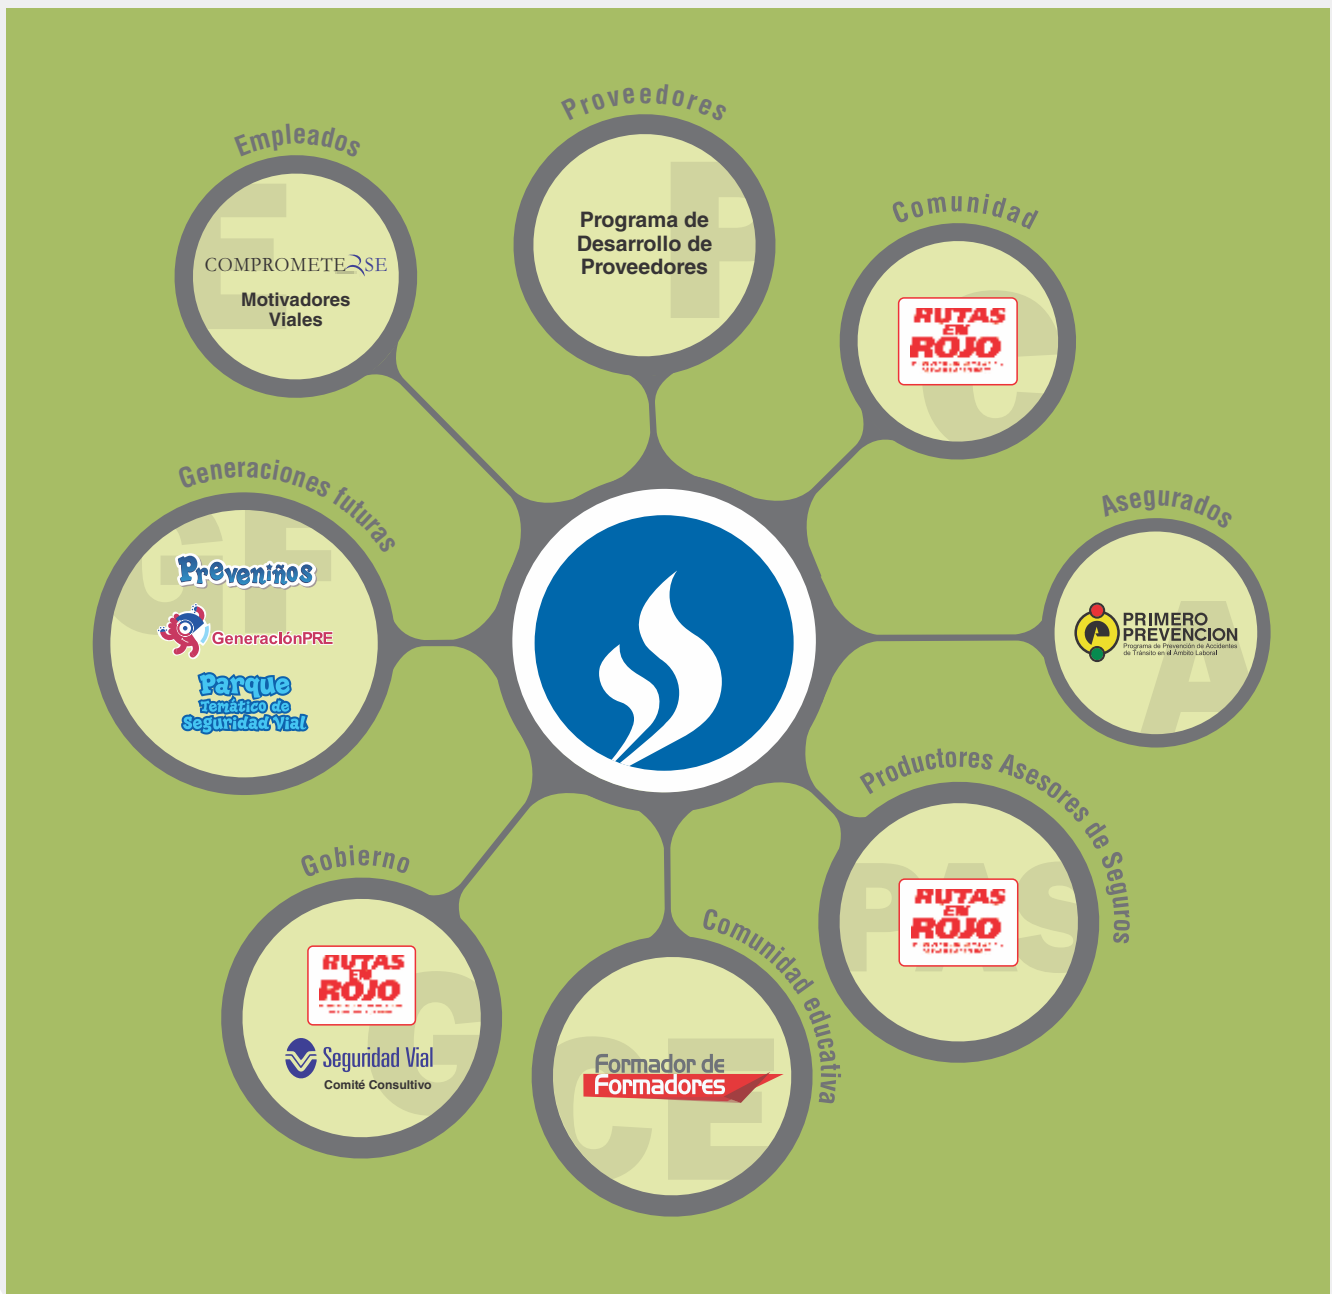 Proveedores
P
Programa de
Desarrollo de
Proveedores
Empleados
E
COMPROMETERSE
Motivadores
Viales
Comunidad
C
RUTAS
EN
ROJO
Generaciones futuras
GF
Preveniños
GeneracIónPRE
Parque
Temático de
Seguridad Vial
Asegurados
A
PRIMERO
PREVENCION
Programa de Prevención de Accidentes
de Tránsito en el Ámbito Laboral
Productores Asesores de Seguros
PAS
RUTAS
EN
ROJO
Gobierno
G
RUTAS
EN
ROJO
Seguridad Vial
Comité Consultivo
Comunidad educativa
CE
Formador de
Formadores